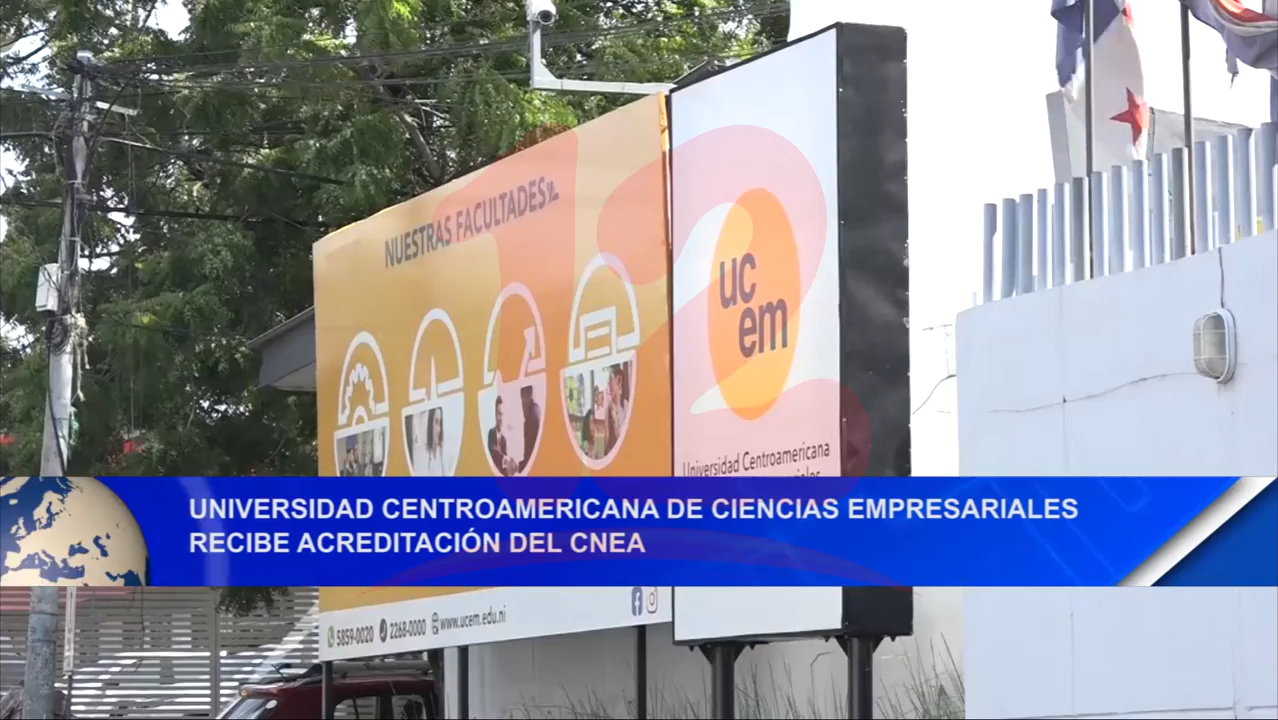 NUESTRAS FACULTADES
uc
em
Universidad Centroamericana
UNIVERSIDAD CENTROAMERICANA DE CIENCIAS EMPRESARIALES
RECIBE ACREDITACIÓN DEL CNEA
5859-0020 2268-0000 www.ucem.edu.ni
12